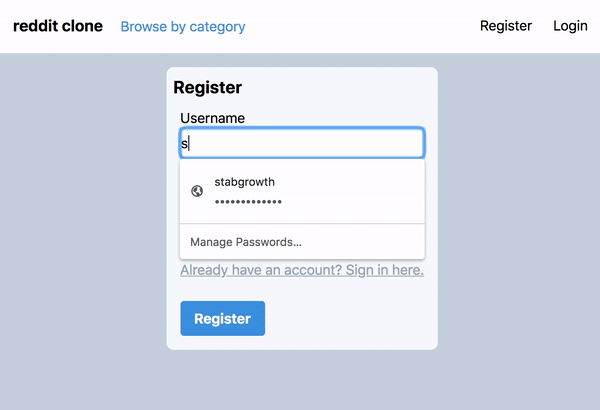 reddit clone Browse by category Register Login
Register
Username
s
stabgrowth
•••••••••••••
Manage Passwords...
Already have an account? Sign in here.
Register